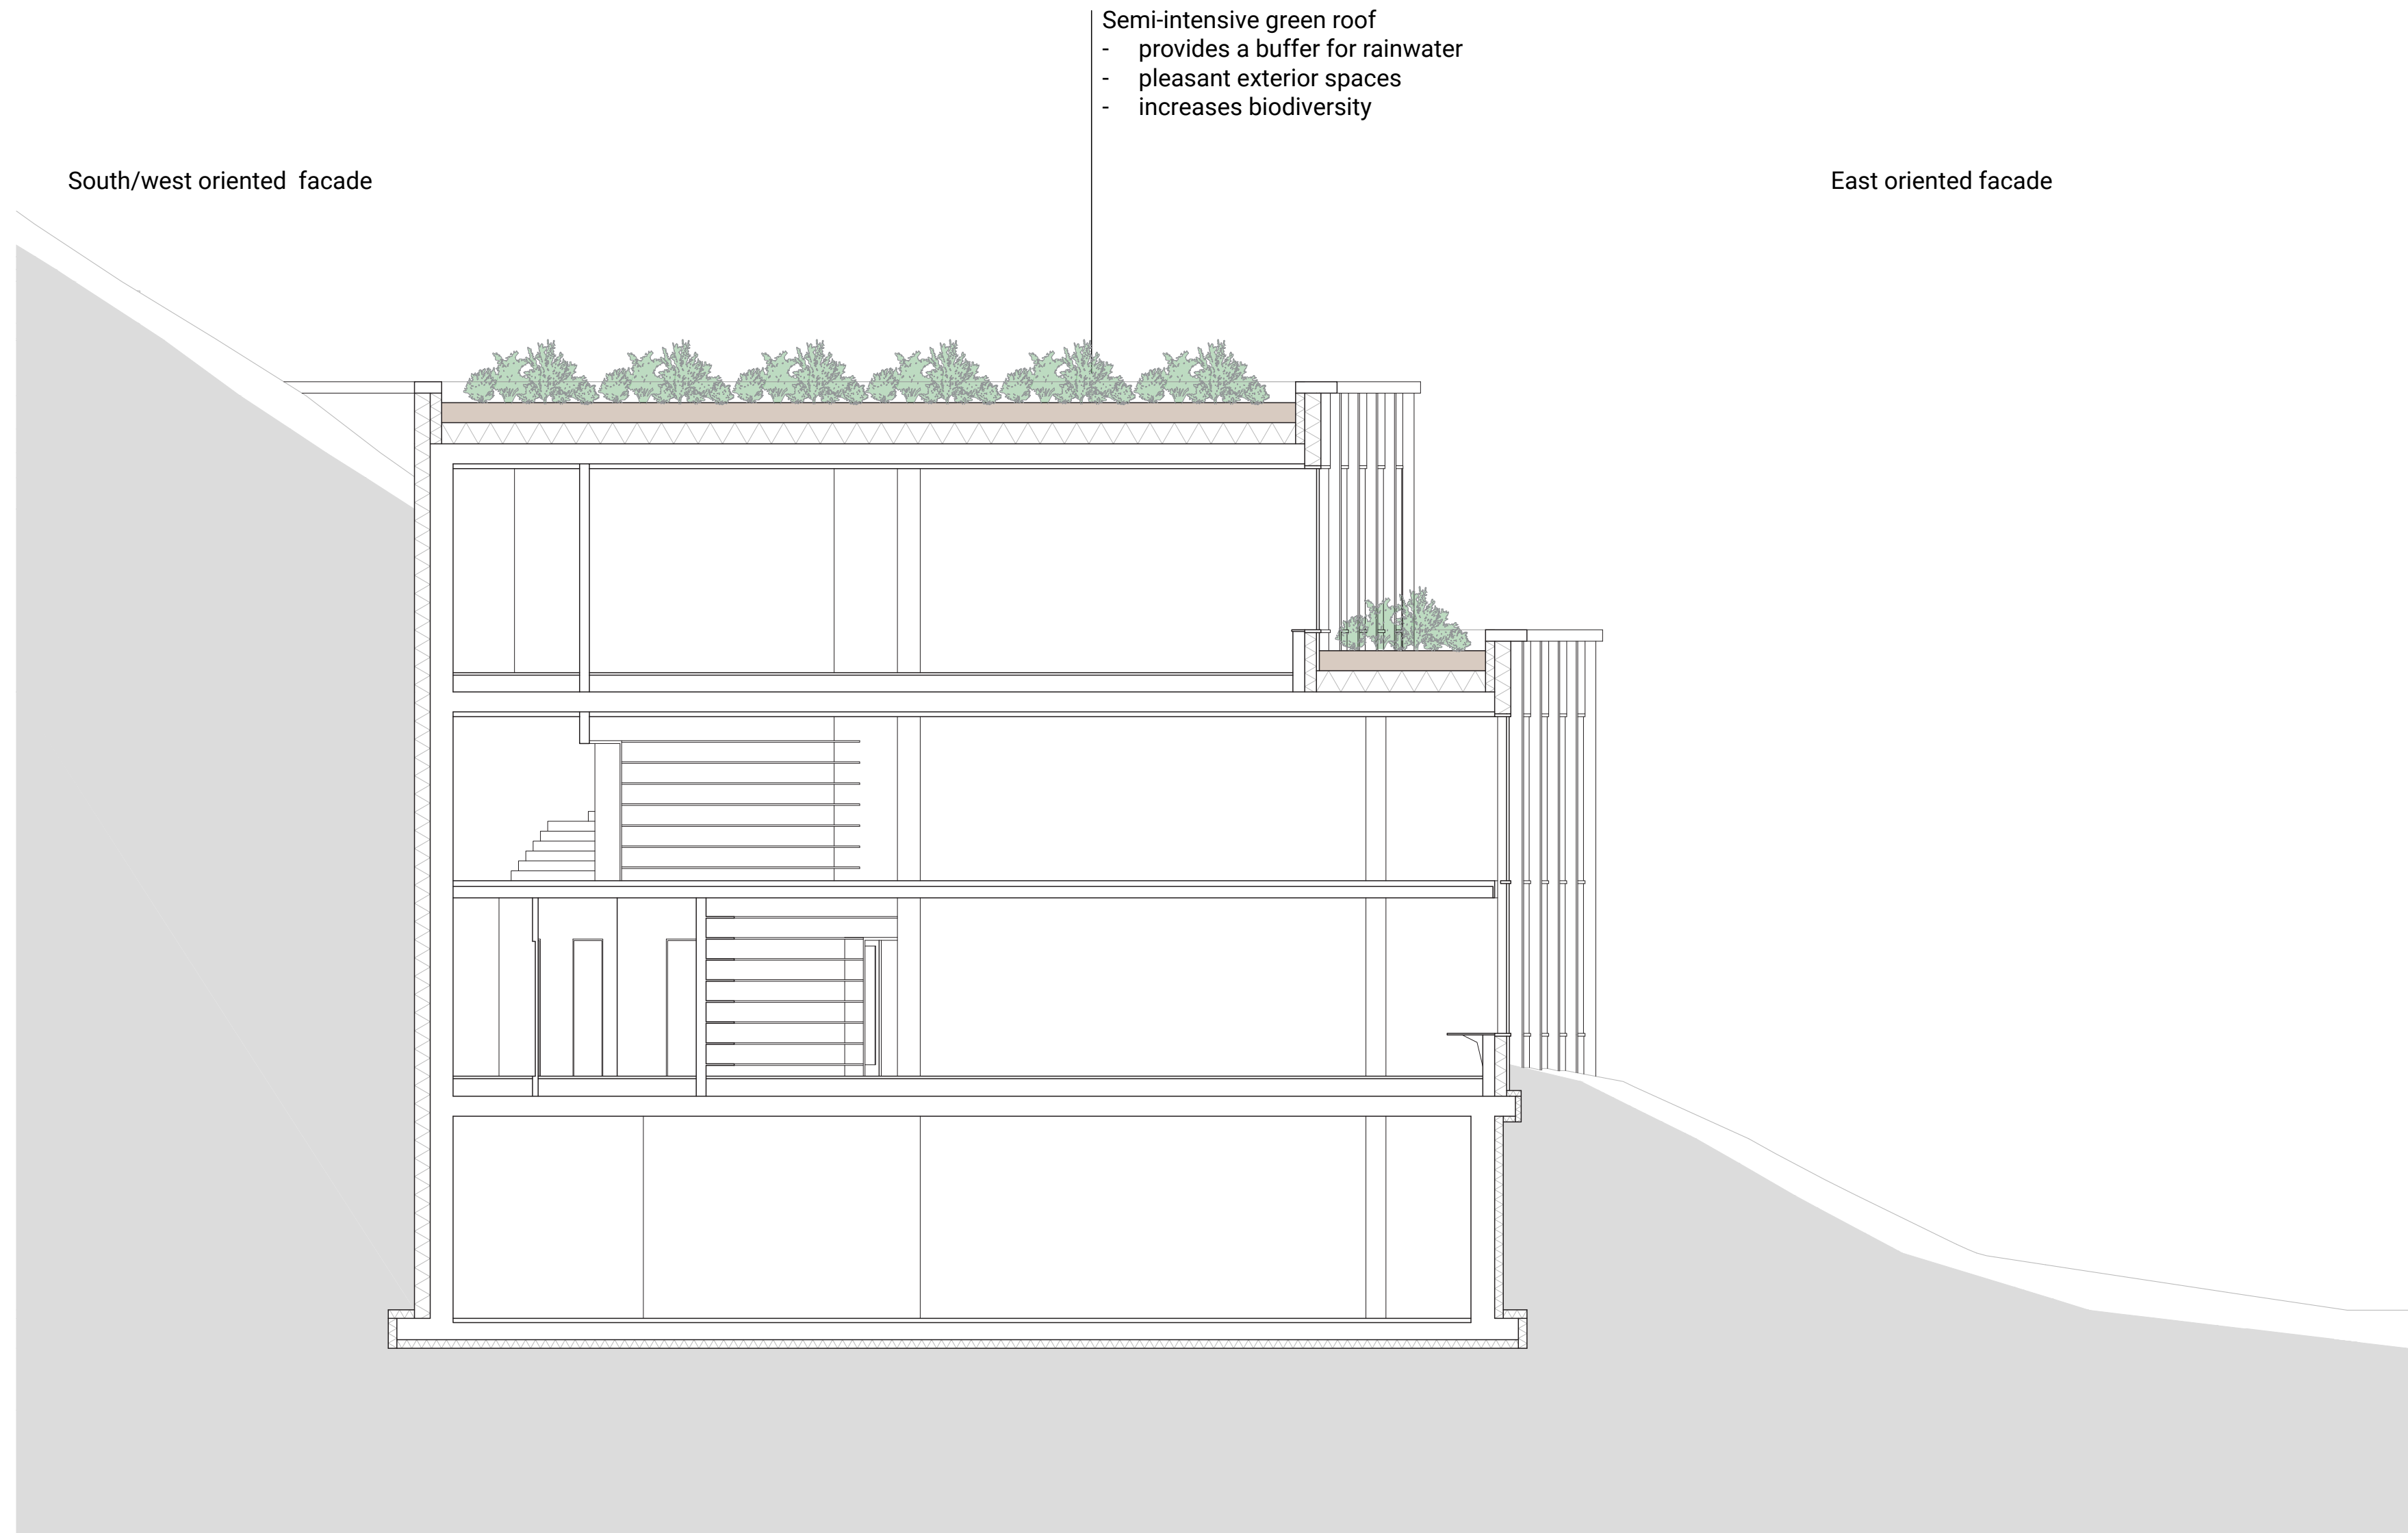 Semi-intensive green roof
- provides a buffer for rainwater
- pleasant exterior spaces
- increases biodiversity
South/west oriented facade
East oriented facade